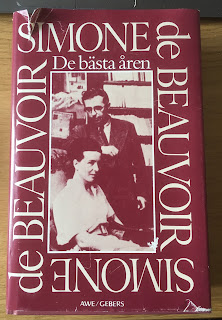 SIMONE
de BEAUVOIR
De bästa åren
SIMONE
de BEAUVOIR
AWE/GEBERS